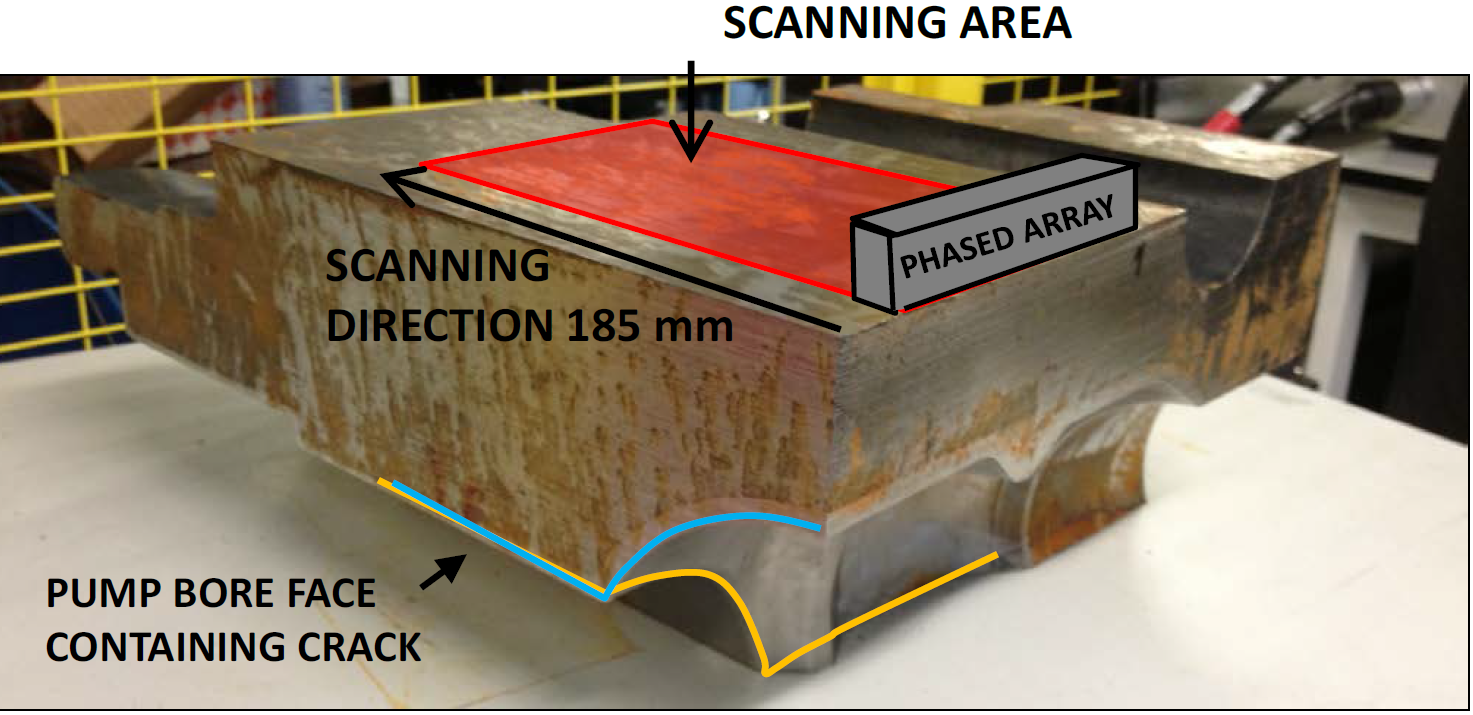 SCANNING AREA
PHASED ARRAY
SCANNING
DIRECTION 185 mm
PUMP BORE FACE
CONTAINING CRACK